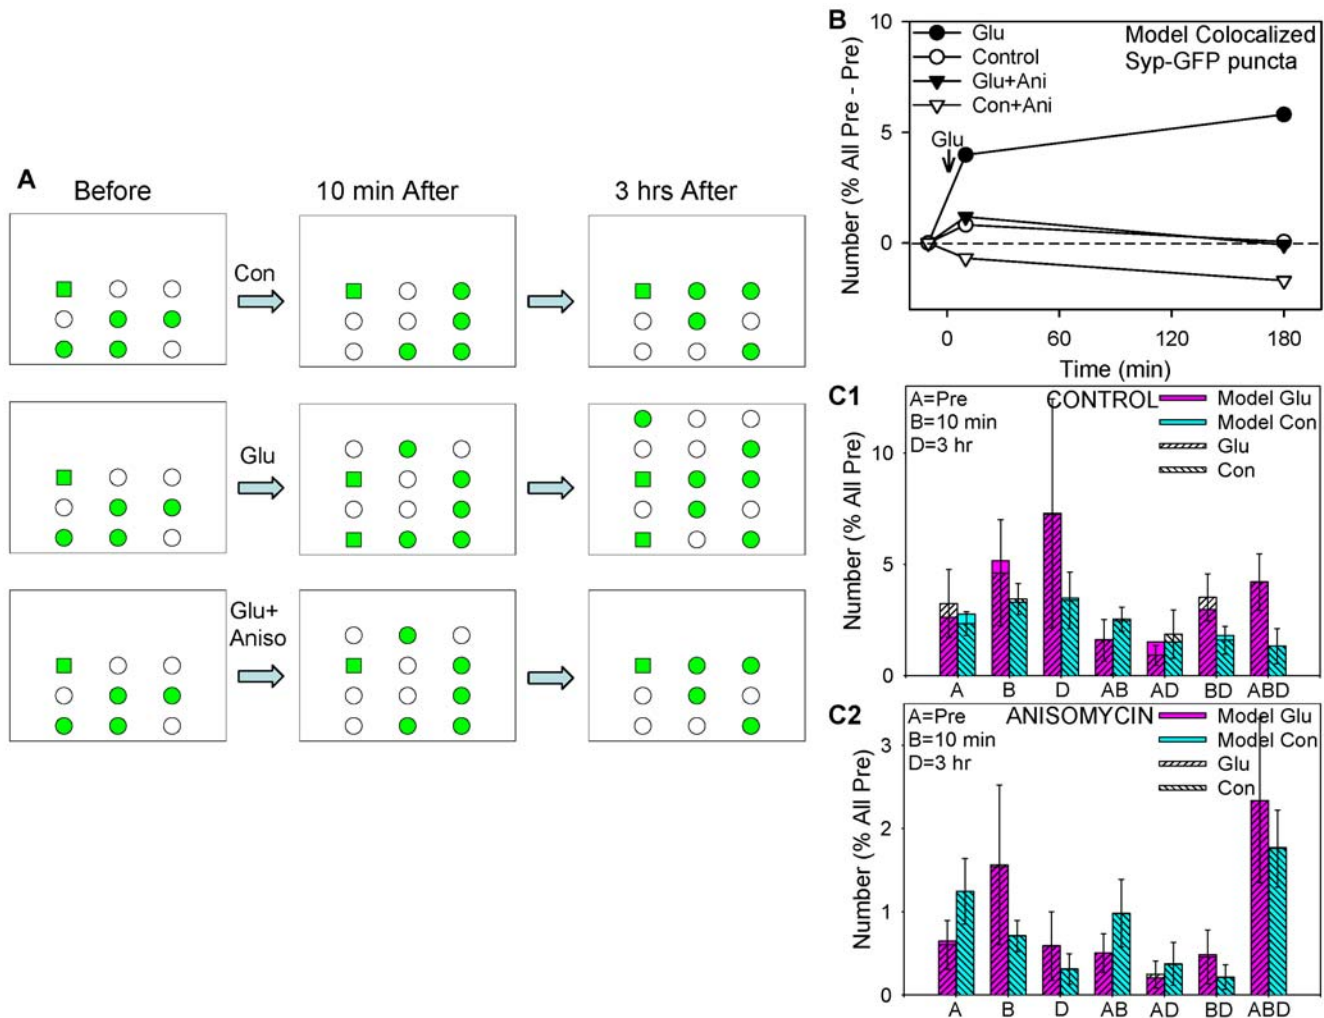 A
Before
10 min After
3 hrs After
Con
Glu
Glu+
Aniso
B
Number (% All Pre - Pre)
10
5
0
Glu
Control
Glu+Ani
Con+Ani
Model Colocalized
Syp-GFP puncta
Glu
0
60
120
180
Time (min)
C1
Number (% All Pre)
10
5
0
A=Pre
B=10 min
D=3 hr
CONTROL
Model Glu
Model Con
Glu
Con
A
B
D
AB
AD
BD
ABD
C2
Number (% All Pre)
3
2
1
0
A=Pre
B=10 min
D=3 hr
ANISOMYCIN
Model Glu
Model Con
Glu
Con
A
B
D
AB
AD
BD
ABD